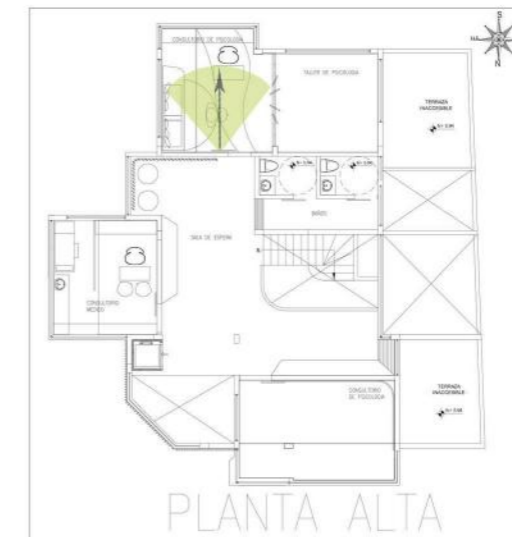 S
N
CONSULTORIO DE PSICOLOGIA
TALLER DE PSICOLOGIA
TERRAZA
INACCESIBLE
BAÑOS
SALA DE ESPERA
CONSULTORIO
MEDICO
TERRAZA
INACCESIBLE
CONSULTORIO
DE PSICOLOGIA
PLANTA ALTA